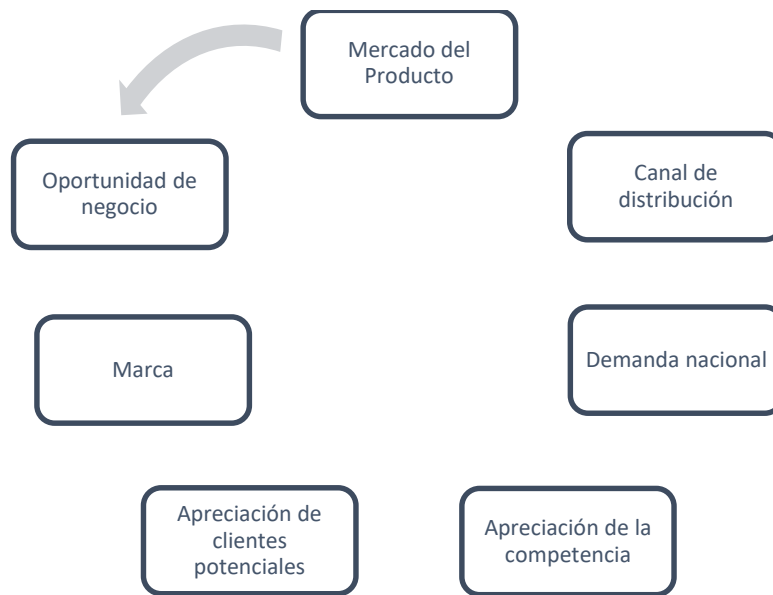 Mercado del
Producto
Oportunidad de
negocio
Canal de
distribución
Marca
Demanda nacional
Apreciación de
clientes
potenciales
Apreciación de la
competencia